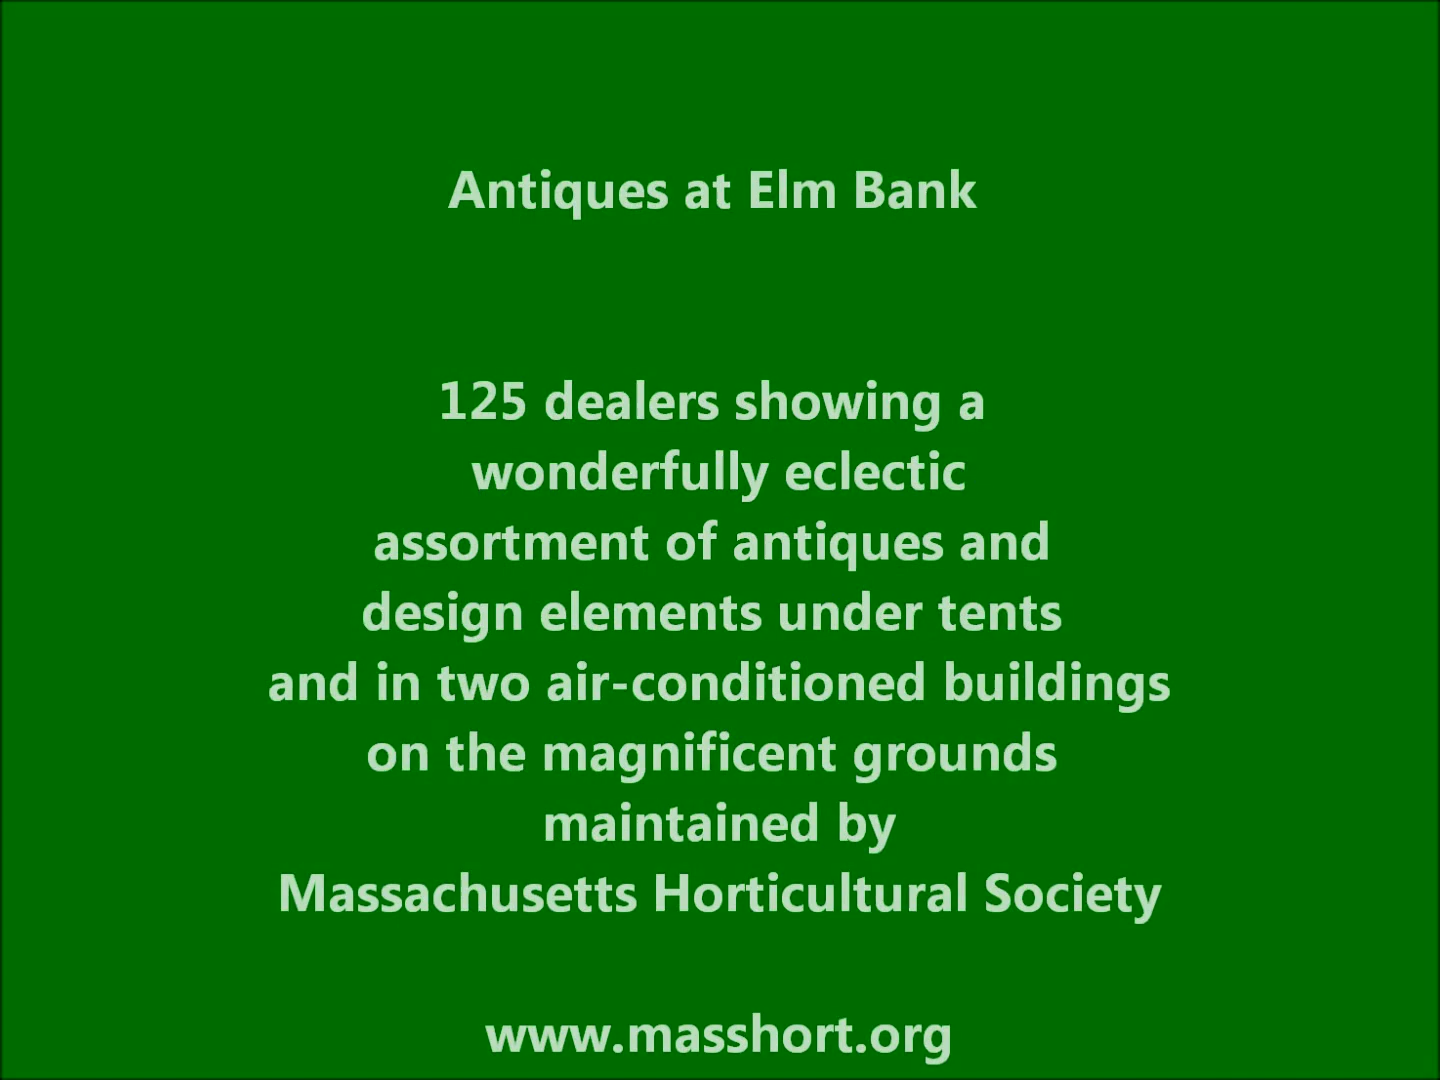 Antiques at Elm Bank
125 dealers showing a
wonderfully eclectic
assortment of antiques and
design elements under tents
and in two air-conditioned buildings
on the magnificent grounds
maintained by
Massachusetts Horticultural Society
www.masshort.org